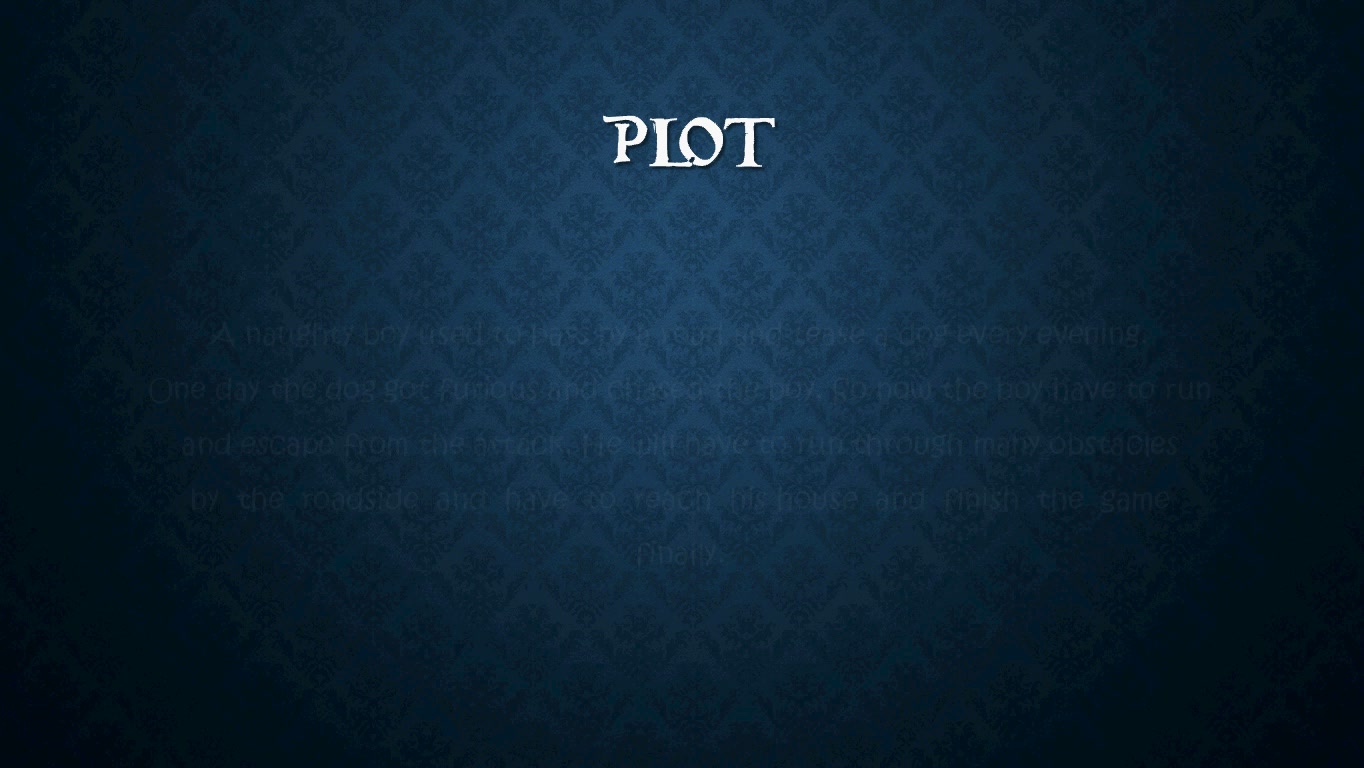 PLOT
A naughty boy used to pass by a road and tease a dog every evening.
One day the dog got furious and chased the boy. So now the boy have to run
and escape from the attack. He will have to run through many obstacles
by the roadside and have to reach his house and finish the game
finally.